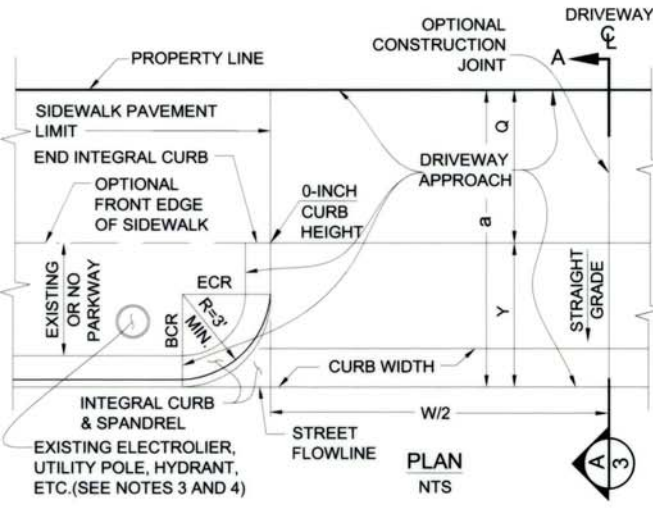 DRIVEWAY
℄
OPTIONAL
CONSTRUCTION
JOINT
A
PROPERTY LINE
SIDEWALK PAVEMENT
LIMIT
END INTEGRAL CURB
OPTIONAL
FRONT EDGE
OF SIDEWALK
0-INCH
CURB
HEIGHT
DRIVEWAY
APPROACH
Q
a
Y
STRAIGHT
GRADE
EXISTING
OR NO
PARKWAY
ECR
BCR
R=3'
MIN.
CURB WIDTH
W/2
INTEGRAL CURB
& SPANDREL
STREET
FLOWLINE
EXISTING ELECTROLIER,
UTILITY POLE, HYDRANT,
ETC.(SEE NOTES 3 AND 4)
PLAN
NTS
A
3